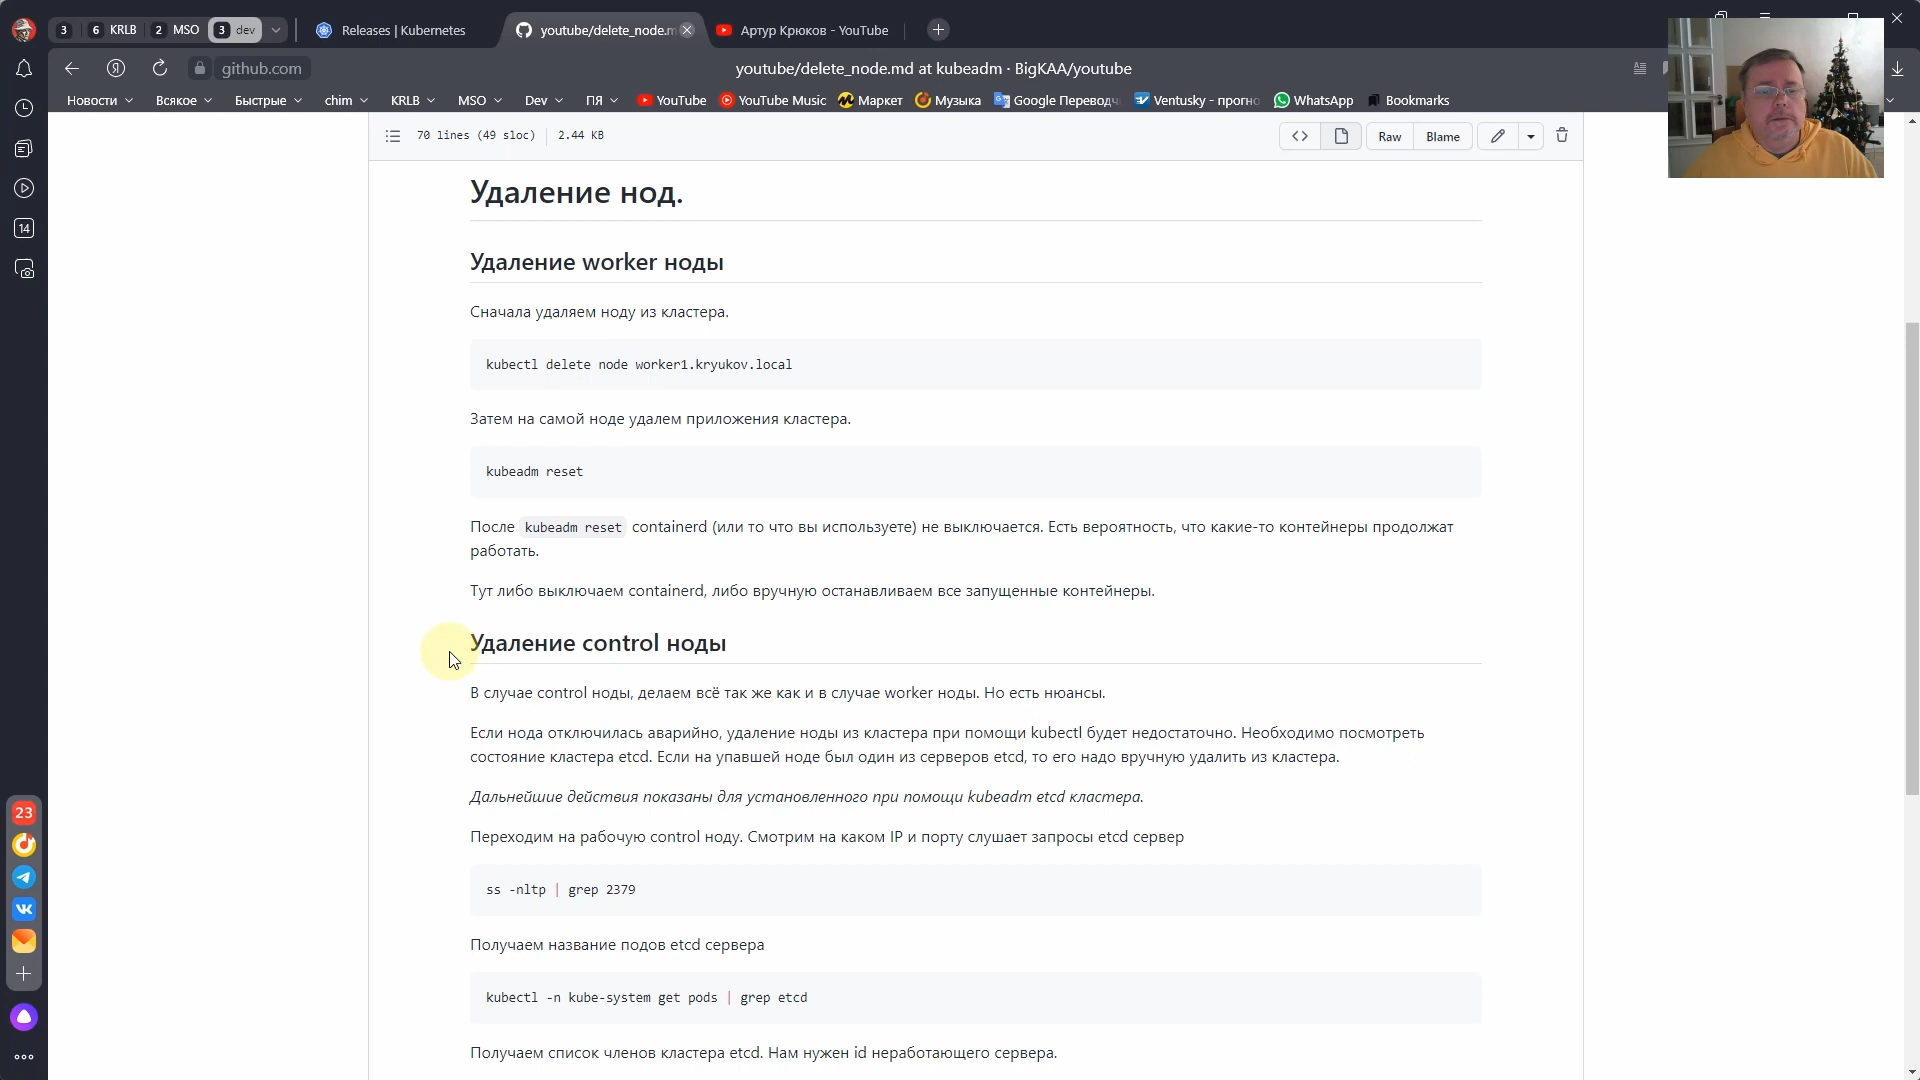 3
6 KRLB
2 MSO
3 dev
Releases | Kubernetes
youtube/delete_node.m
Артур Крюков - YouTube
Я
github.com
youtube/delete_node.md at kubeadm · BigKAA/youtube
Новости
Всякое
Быстрые
chim
KRLB
MSO
Dev
ПЯ
YouTube
YouTube Music
Маркет
Музыка
Google Переводч
Ventusky - прогно
WhatsApp
Bookmarks
14
23
70 lines (49 sloc)
2.44 KB
Raw
Blame
Удаление нод.
Удаление worker ноды
Сначала удаляем ноду из кластера.
kubectl delete node worker1.kryukov.local
Затем на самой ноде удалем приложения кластера.
kubeadm reset
После kubeadm reset containerd (или то что вы используете) не выключается. Есть вероятность, что какие-то контейнеры продолжат
работать.
Тут либо выключаем containerd, либо вручную останавливаем все запущенные контейнеры.
Удаление control ноды
В случае control ноды, делаем всё так же как и в случае worker ноды. Но есть нюансы.
Если нода отключилась аварийно, удаление ноды из кластера при помощи kubectl будет недостаточно. Необходимо посмотреть
состояние кластера etcd. Если на упавшей ноде был один из серверов etcd, то его надо вручную удалить из кластера.
Дальнейшие действия показаны для установленного при помощи kubeadm etcd кластера.
Переходим на рабочую control ноду. Смотрим на каком IP и порту слушает запросы etcd сервер
ss -nltp | grep 2379
Получаем название подов etcd сервера
kubectl -n kube-system get pods | grep etcd
Получаем список членов кластера etcd. Нам нужен id неработающего сервера.